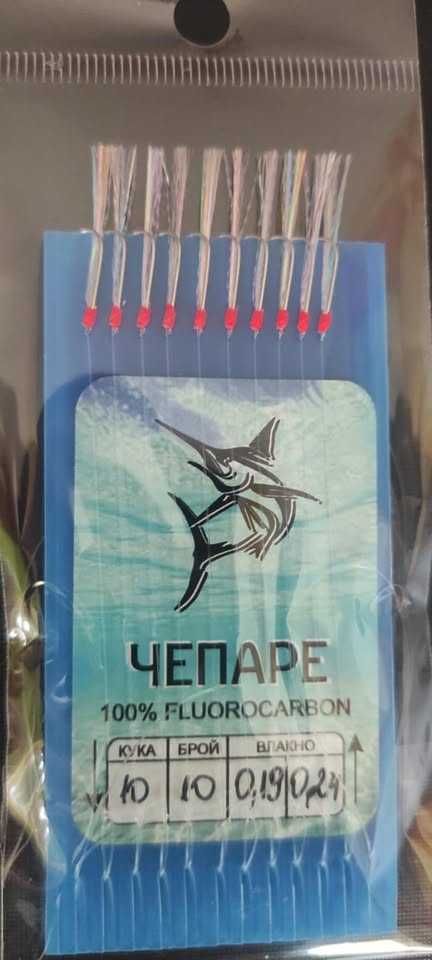 ЧЕПАРЕ
100% FLUOROCARBON
КУКА БРОЙ ВЛАКНО
10 10 0,19 0,24